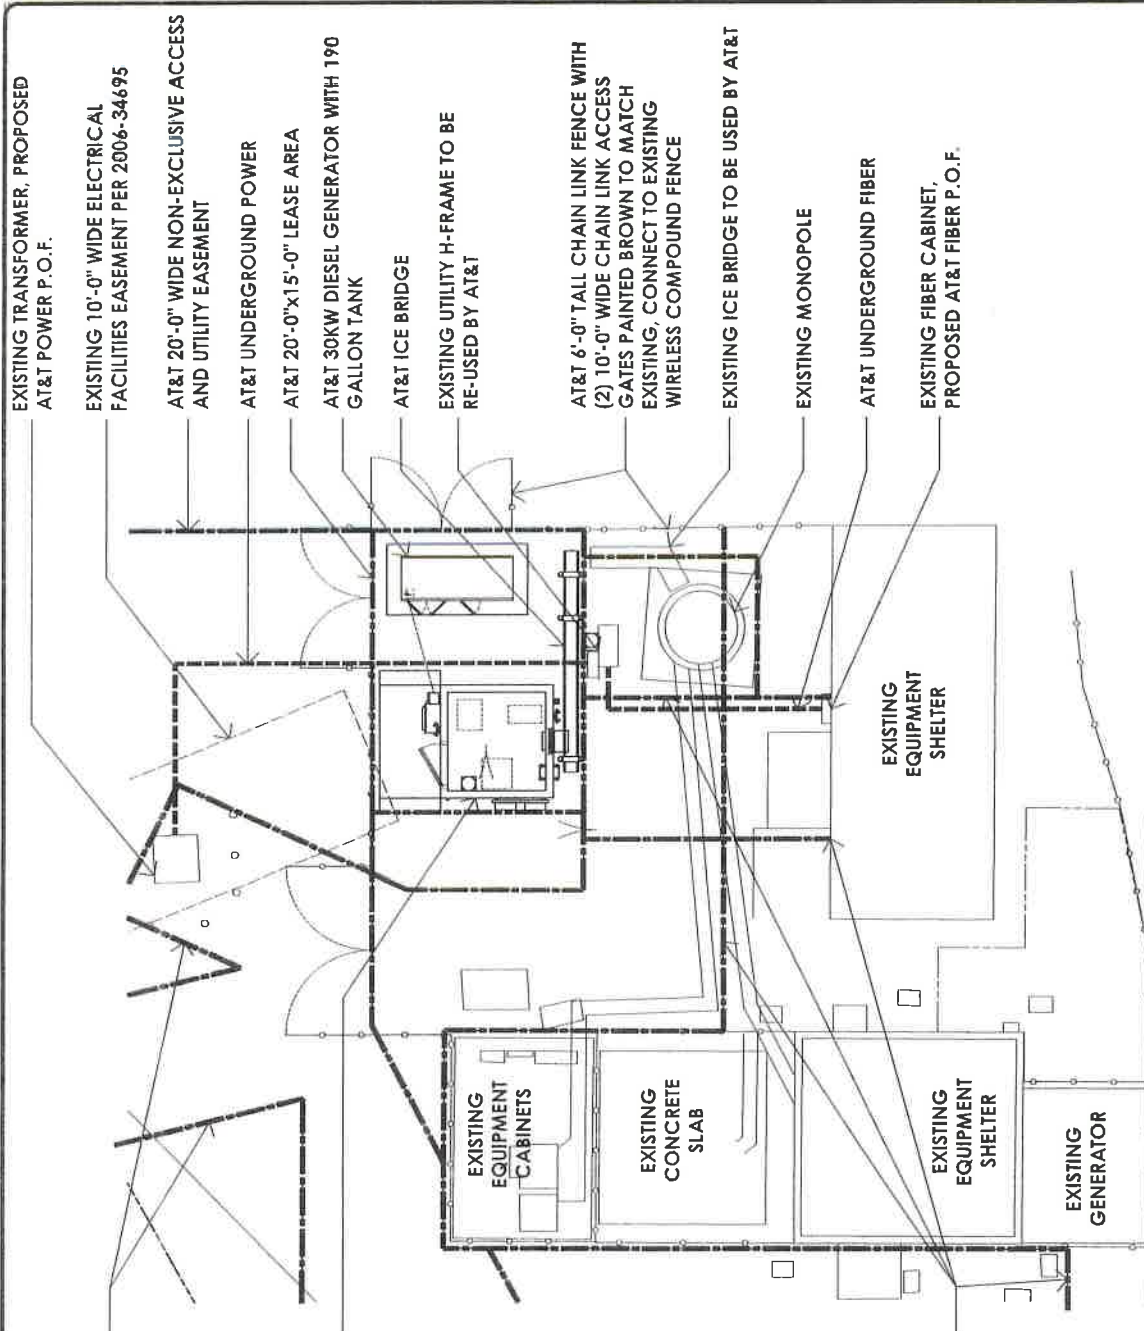 EXISTING TRANSFORMER, PROPOSED
AT&T POWER P.O.F.
EXISTING 10'-0" WIDE ELECTRICAL
FACILITIES EASEMENT PER 2006-34695
AT&T 20'-0" WIDE NON-EXCLUSIVE ACCESS
AND UTILITY EASEMENT
AT&T UNDERGROUND POWER
AT&T 20'-0"x15'-0" LEASE AREA
AT&T 30KW DIESEL GENERATOR WITH 190
GALLON TANK
AT&T ICE BRIDGE
EXISTING UTILITY H-FRAME TO BE
RE-USED BY AT&T
AT&T 6'-0" TALL CHAIN LINK FENCE WITH
(2) 10'-0" WIDE CHAIN LINK ACCESS
GATES PAINTED BROWN TO MATCH
EXISTING, CONNECT TO EXISTING
WIRELESS COMPOUND FENCE
EXISTING ICE BRIDGE TO BE USED BY AT&T
EXISTING MONOPOLE
AT&T UNDERGROUND FIBER
EXISTING FIBER CABINET,
PROPOSED AT&T FIBER P.O.F.
EXISTING
EQUIPMENT
SHELTER
EXISTING
EQUIPMENT
CABINETS
EXISTING
CONCRETE
SLAB
EXISTING
EQUIPMENT
SHELTER
EXISTING
GENERATOR